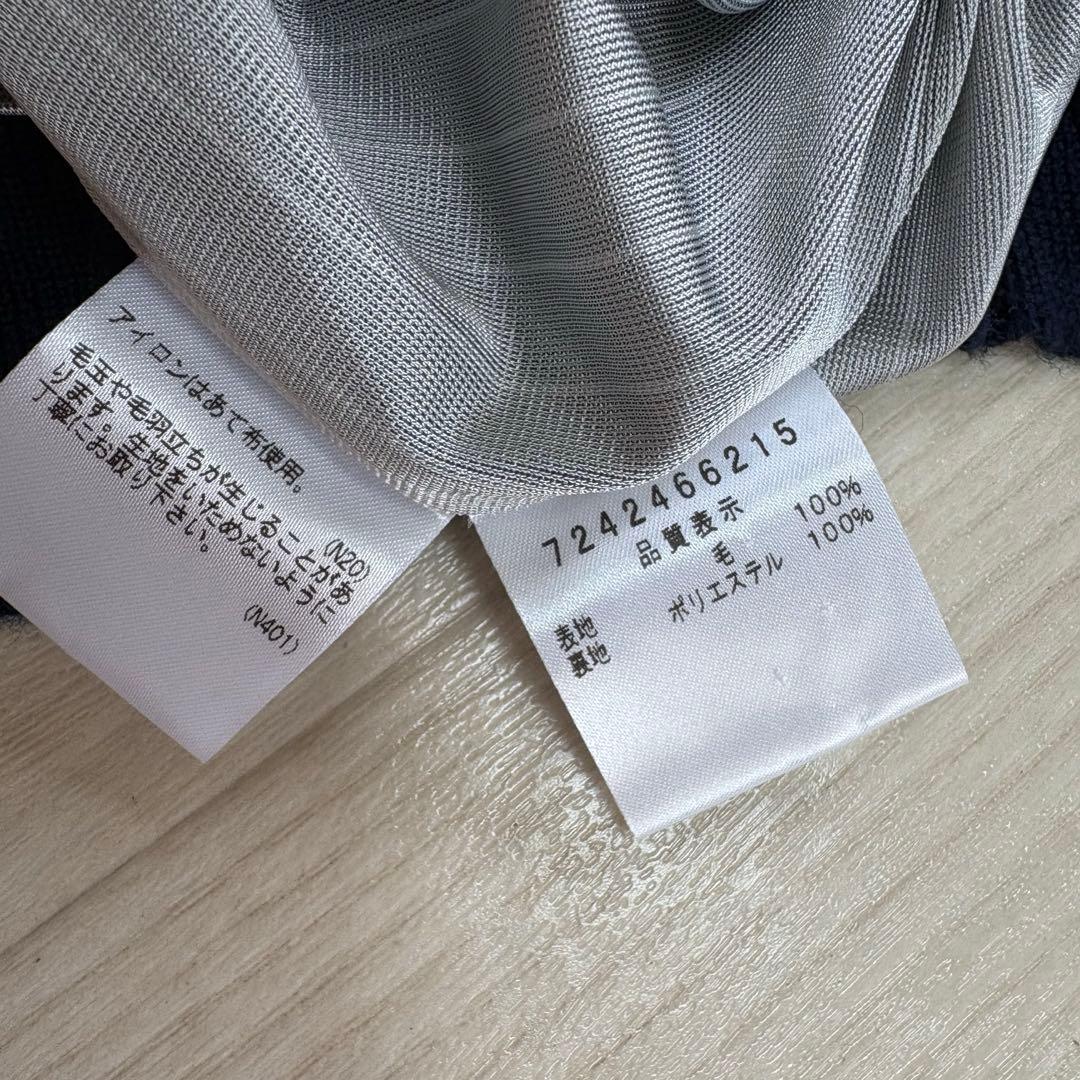 アイロンはあて布使用。
(N20)
毛玉や毛羽立ちが生じることがあ
ります。生地をいためないように
丁寧にお取り下さい。
(N401)
7242466215
品質表示
表地 毛 100%
裏地 ポリエステル 100%